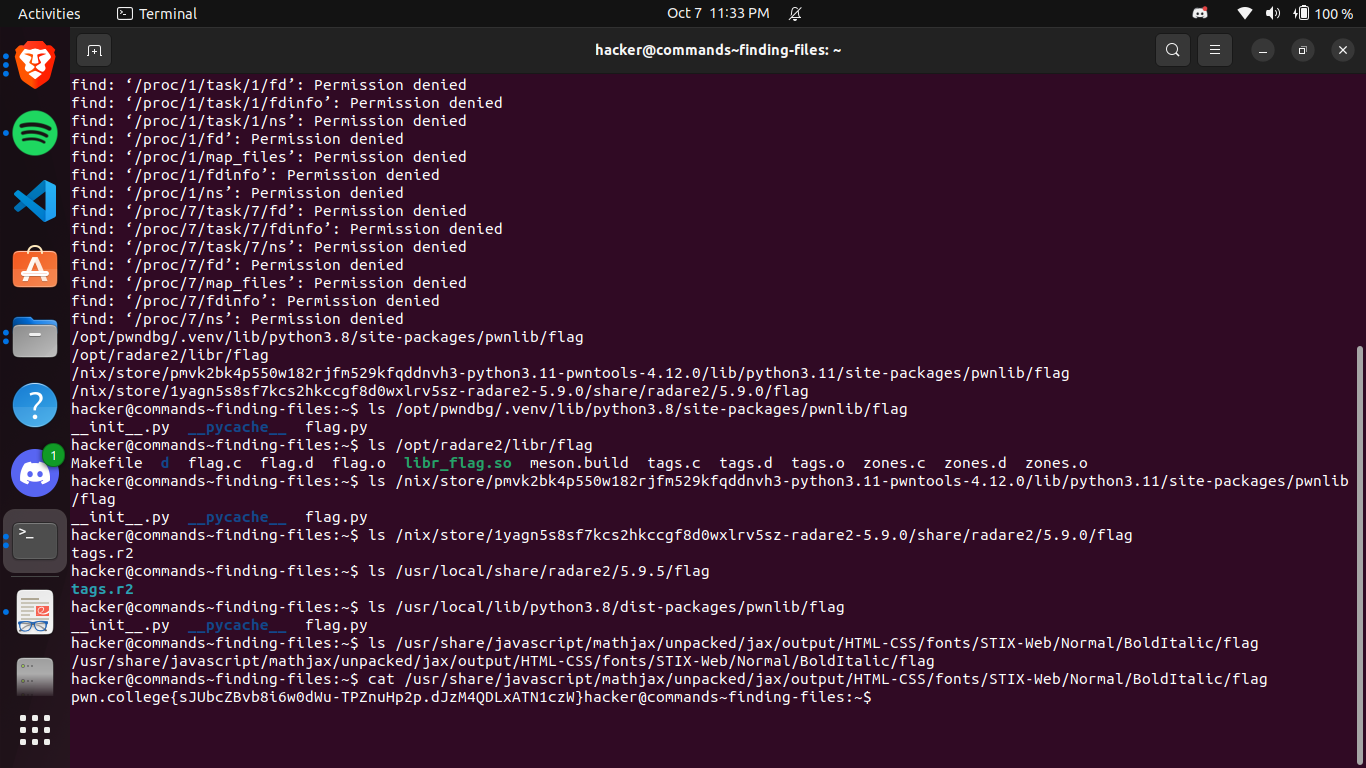 Activities Terminal Oct 7 11:33 PM 100 %
hacker@commands~finding-files: ~
find: ‘/proc/1/task/1/fd’: Permission denied
find: ‘/proc/1/task/1/fdinfo’: Permission denied
find: ‘/proc/1/task/1/ns’: Permission denied
find: ‘/proc/1/fd’: Permission denied
find: ‘/proc/1/map_files’: Permission denied
find: ‘/proc/1/fdinfo’: Permission denied
find: ‘/proc/1/ns’: Permission denied
find: ‘/proc/7/task/7/fd’: Permission denied
find: ‘/proc/7/task/7/fdinfo’: Permission denied
find: ‘/proc/7/task/7/ns’: Permission denied
find: ‘/proc/7/fd’: Permission denied
find: ‘/proc/7/map_files’: Permission denied
find: ‘/proc/7/fdinfo’: Permission denied
find: ‘/proc/7/ns’: Permission denied
/opt/pwndbg/.venv/lib/python3.8/site-packages/pwnlib/flag
/opt/radare2/libr/flag
/nix/store/pmvk2bk4p550w182rjfm529kfqddnvh3-python3.11-pwntools-4.12.0/lib/python3.11/site-packages/pwnlib/flag
/nix/store/1yagn5s8sf7kcs2hkccgf8d0wxlrv5sz-radare2-5.9.0/share/radare2/5.9.0/flag
hacker@commands~finding-files:~$ ls /opt/pwndbg/.venv/lib/python3.8/site-packages/pwnlib/flag
__init__.py __pycache__ flag.py
hacker@commands~finding-files:~$ ls /opt/radare2/libr/flag
Makefile d flag.c flag.d flag.o libr_flag.so meson.build tags.c tags.d tags.o zones.c zones.d zones.o
hacker@commands~finding-files:~$ ls /nix/store/pmvk2bk4p550w182rjfm529kfqddnvh3-python3.11-pwntools-4.12.0/lib/python3.11/site-packages/pwnlib
/flag
__init__.py __pycache__ flag.py
hacker@commands~finding-files:~$ ls /nix/store/1yagn5s8sf7kcs2hkccgf8d0wxlrv5sz-radare2-5.9.0/share/radare2/5.9.0/flag
tags.r2
hacker@commands~finding-files:~$ ls /usr/local/share/radare2/5.9.5/flag
tags.r2
hacker@commands~finding-files:~$ ls /usr/local/lib/python3.8/dist-packages/pwnlib/flag
__init__.py __pycache__ flag.py
hacker@commands~finding-files:~$ ls /usr/share/javascript/mathjax/unpacked/jax/output/HTML-CSS/fonts/STIX-Web/Normal/BoldItalic/flag
/usr/share/javascript/mathjax/unpacked/jax/output/HTML-CSS/fonts/STIX-Web/Normal/BoldItalic/flag
hacker@commands~finding-files:~$ cat /usr/share/javascript/mathjax/unpacked/jax/output/HTML-CSS/fonts/STIX-Web/Normal/BoldItalic/flag
pwn.college{sJUbcZBvb8i6w0dWu-TPZnuHp2p.dJzM4QDLxATN1czW}hacker@commands~finding-files:~$
1